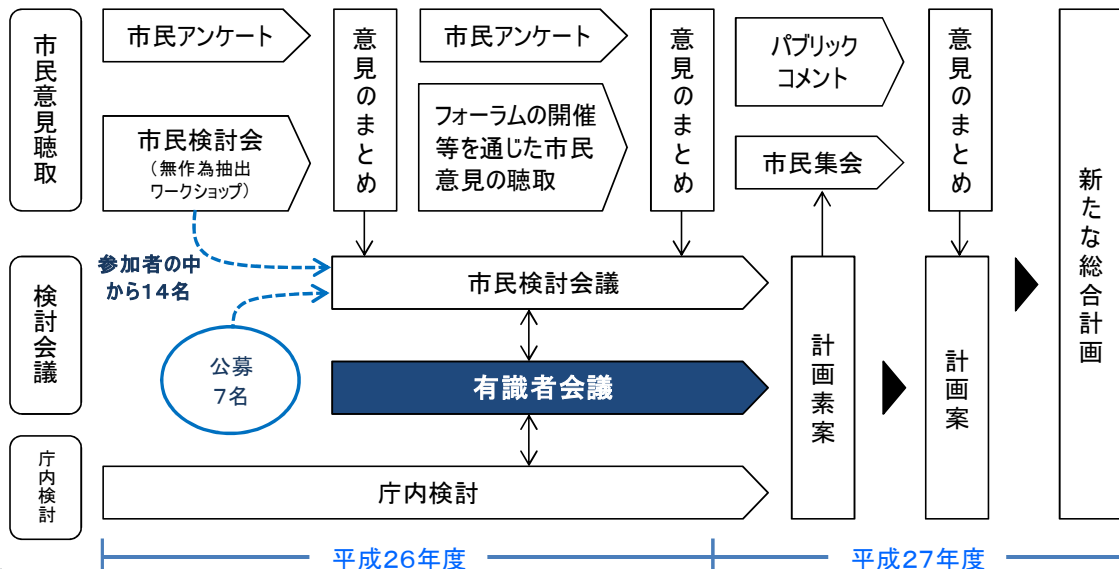 市民意見聴取
市民アンケート
市民検討会
（無作為抽出
ワークショップ）
意見のまとめ
市民アンケート
フォーラムの開催
等を通じた市民
意見の聴取
意見のまとめ
パブリック
コメント
市民集会
意見のまとめ
新たな総合計画
検討会議
参加者の中
から１４名
公募
７名
市民検討会議
有識者会議
計画素案
計画案
庁内検討
庁内検討
平成２６年度
平成２７年度